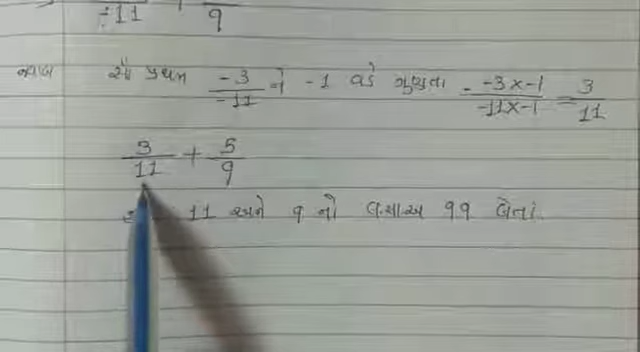 -11 + 9
જવાબ સૌ પ્રથમ -3/-11 ને -1 વડે ગુણતા = -3×-1/-11×-1 = 3/11
3/11 + 5/9
11 અને 9 નો લ.સા.અ 99 લેતાં